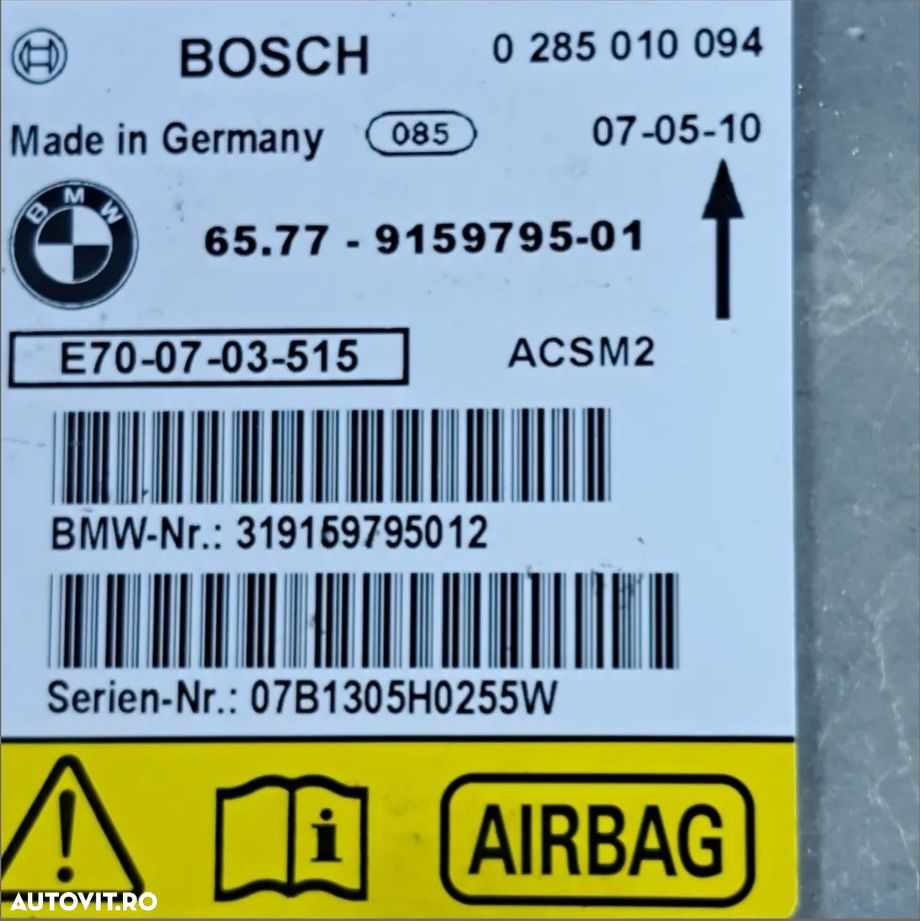 BOSCH 0 285 010 094
Made in Germany 085 07-05-10
BMW
65.77 - 9159795-01
E70-07-03-515 ACSM2
BMW-Nr.: 319159795012
Serien-Nr.: 07B1305H0255W
AIRBAG
AUTOVIT.RO